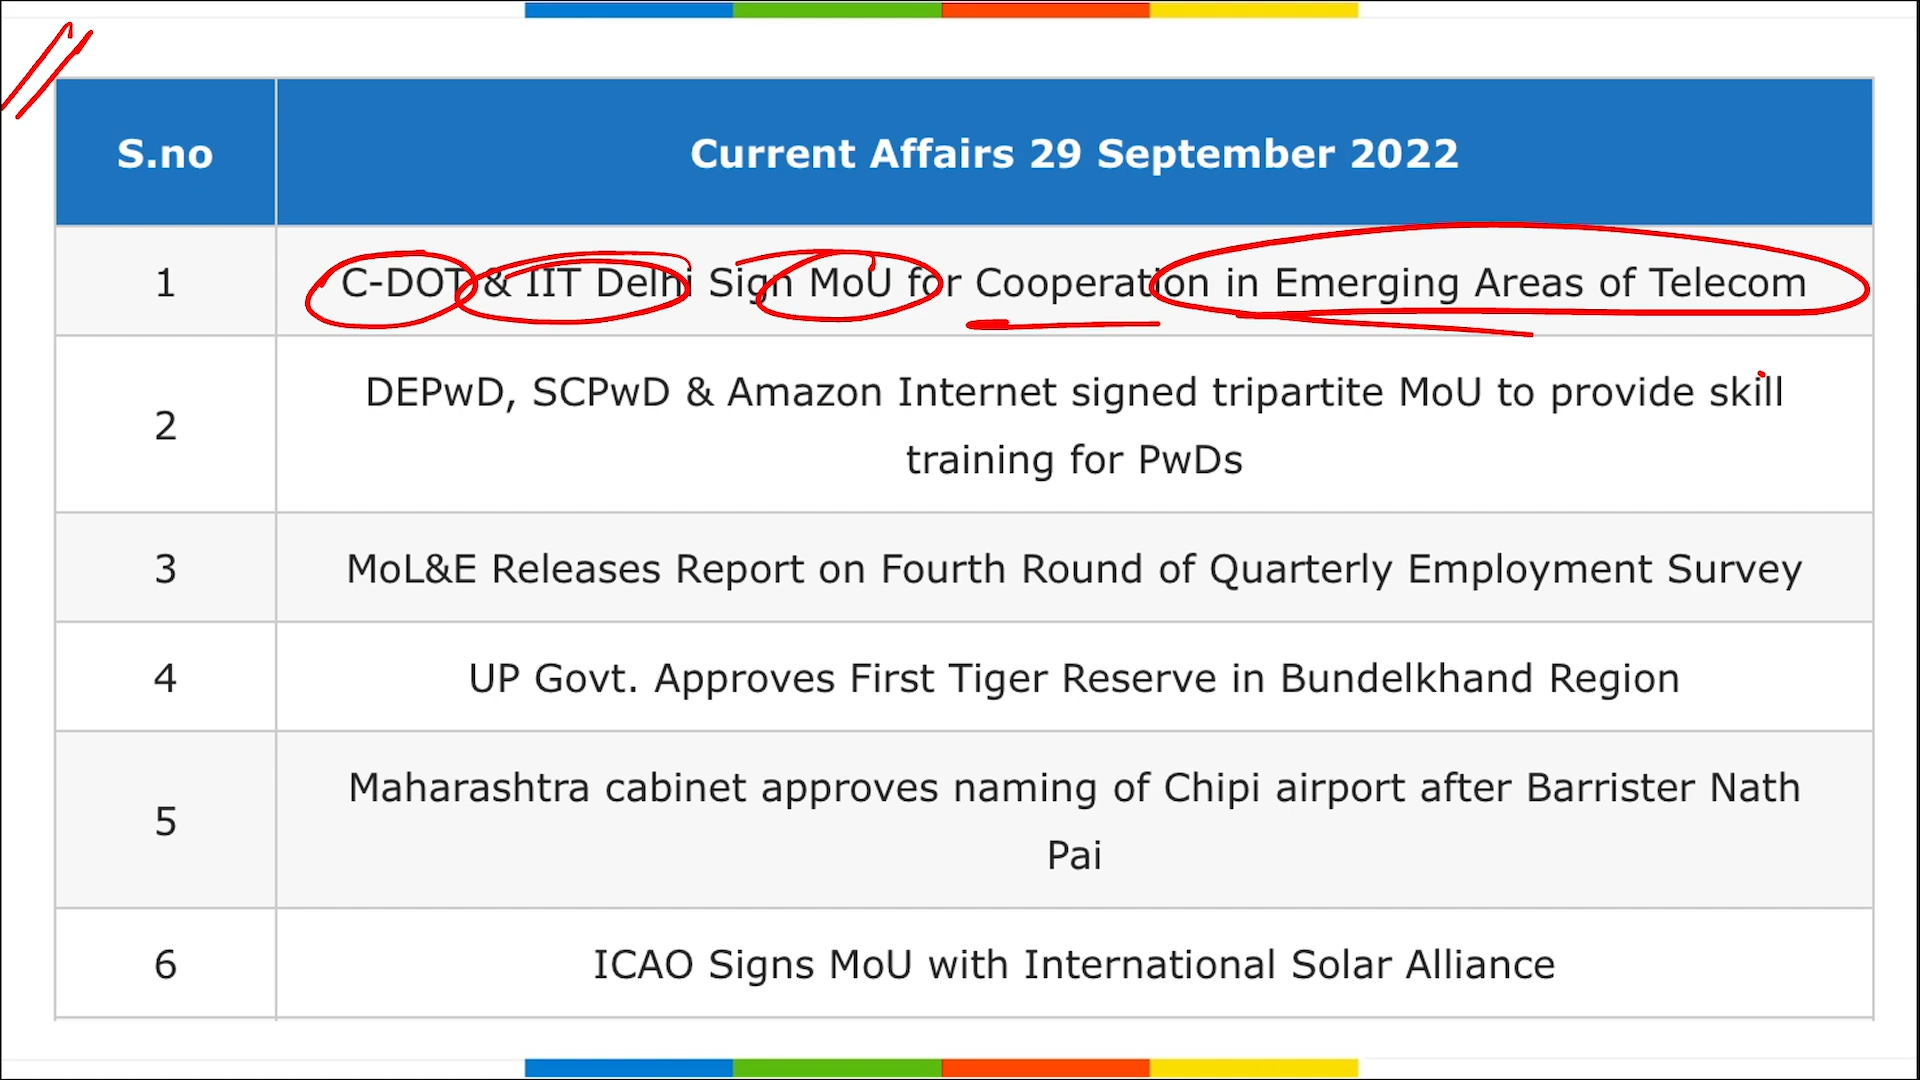 S.no
Current Affairs 29 September 2022
1
C-DOT & IIT Delhi Sign MoU for Cooperation in Emerging Areas of Telecom
2
DEPwD, SCPwD & Amazon Internet signed tripartite MoU to provide skill
training for PwDs
3
MoL&E Releases Report on Fourth Round of Quarterly Employment Survey
4
UP Govt. Approves First Tiger Reserve in Bundelkhand Region
5
Maharashtra cabinet approves naming of Chipi airport after Barrister Nath
Pai
6
ICAO Signs MoU with International Solar Alliance